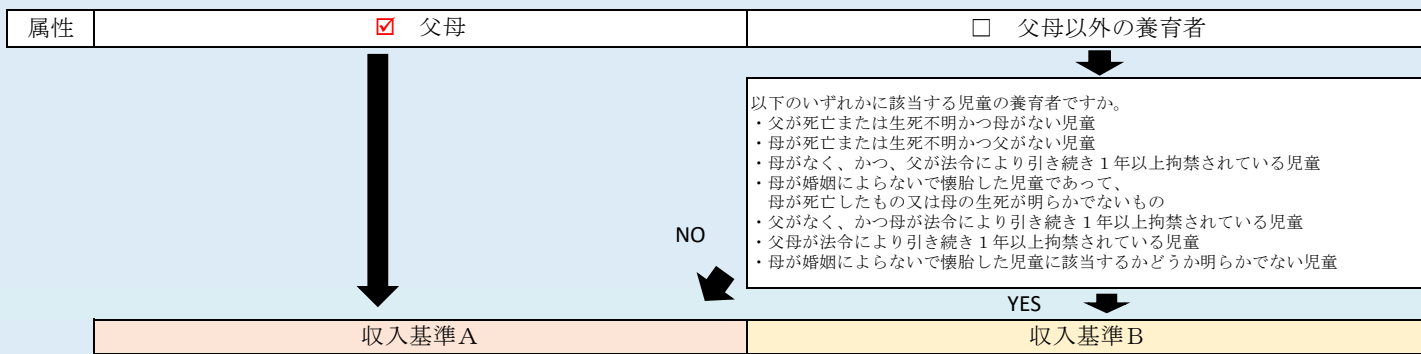 属性 ☑ 父母 □ 父母以外の養育者
以下のいずれかに該当する児童の養育者ですか。
・父が死亡または生死不明かつ母がない児童
・母が死亡または生死不明かつ父がない児童
・母がなく、かつ、父が法令により引き続き１年以上拘禁されている児童
・母が婚姻によらないで懐胎した児童であって、
母が死亡したもの又は母の生死が明らかでないもの
・父がなく、かつ母が法令により引き続き１年以上拘禁されている児童
・父母が法令により引き続き１年以上拘禁されている児童
・母が婚姻によらないで懐胎した児童に該当するかどうか明らかでない児童
NO
YES
収入基準Ａ 収入基準Ｂ